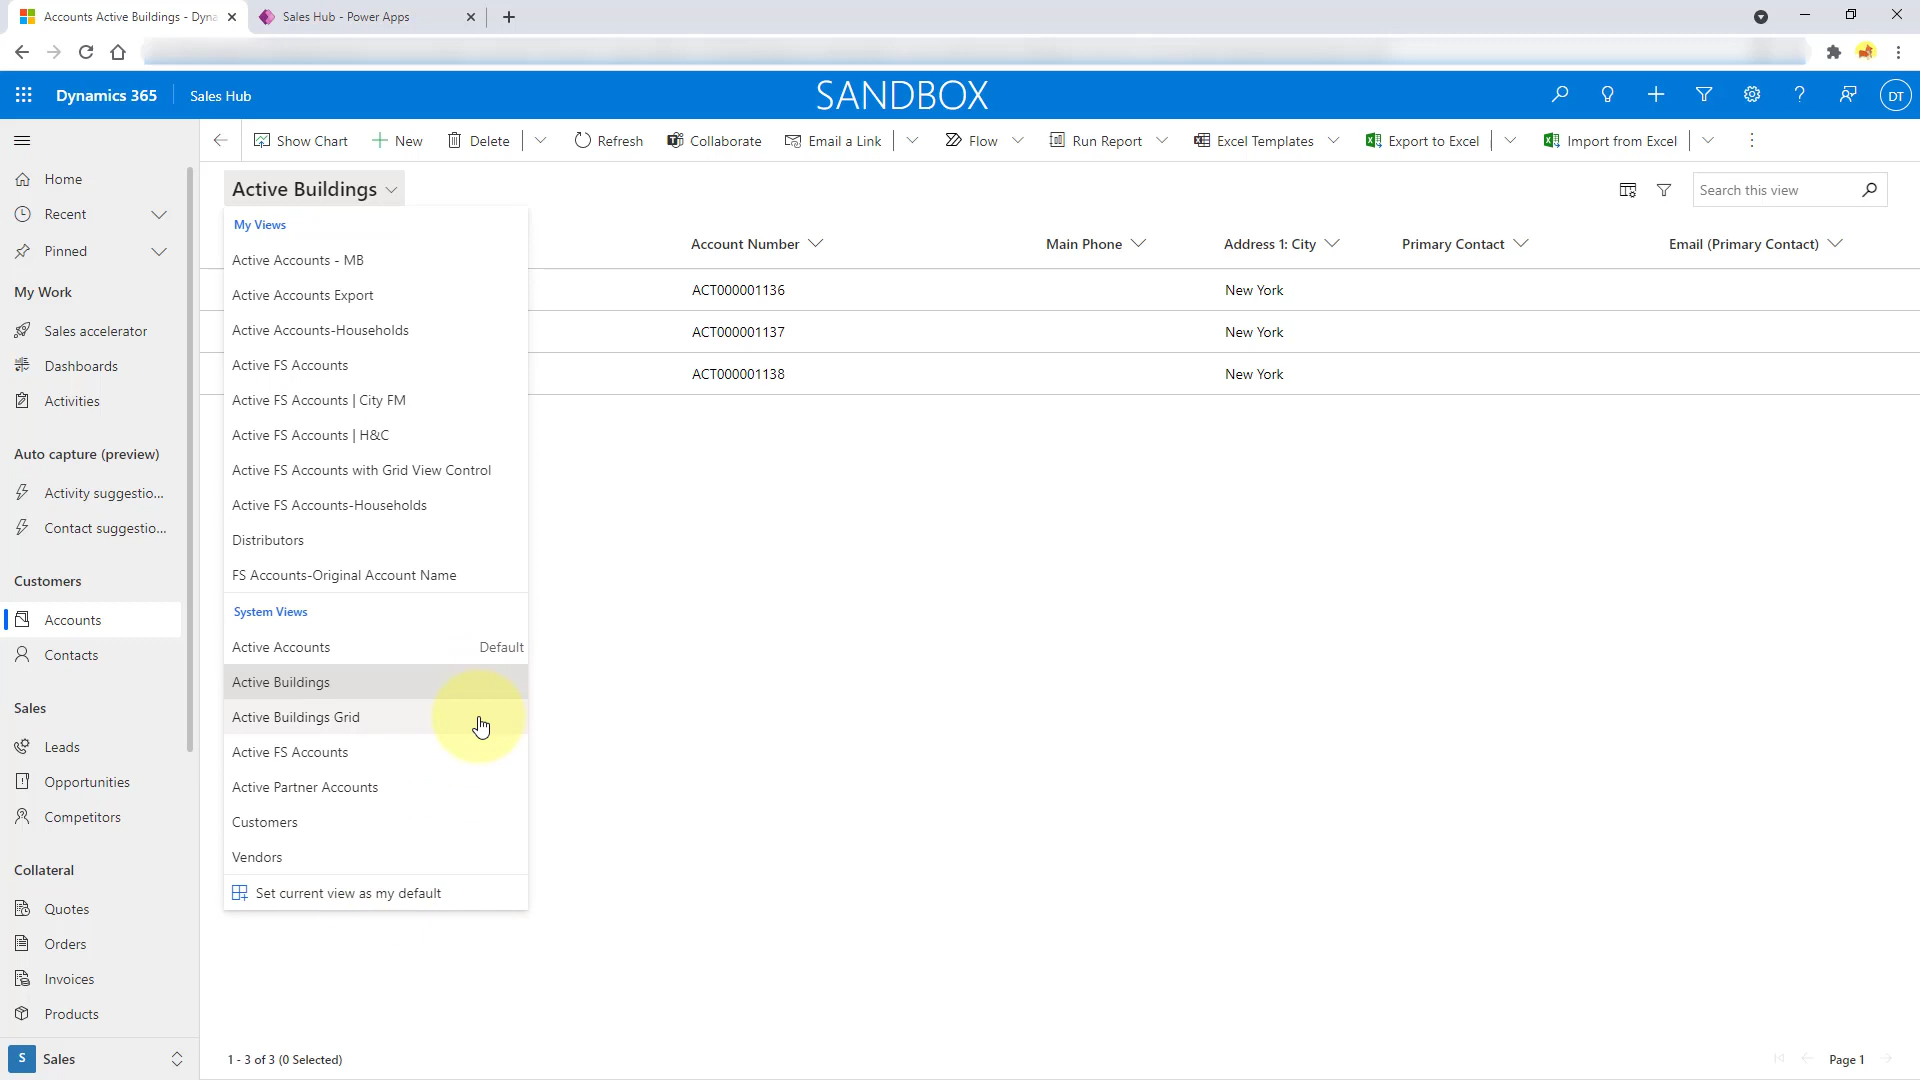 Accounts Active Buildings - Dyna
Sales Hub - Power Apps
Dynamics 365
Sales Hub
SANDBOX
DT
Show Chart
New
Delete
Refresh
Collaborate
Email a Link
Flow
Run Report
Excel Templates
Export to Excel
Import from Excel
Home
Recent
Pinned
My Work
Sales accelerator
Dashboards
Activities
Auto capture (preview)
Activity suggestio...
Contact suggestio...
Customers
Accounts
Contacts
Sales
Leads
Opportunities
Competitors
Collateral
Quotes
Orders
Invoices
Products
S Sales
Active Buildings
Search this view
My Views
Active Accounts - MB
Active Accounts Export
Active Accounts-Households
Active FS Accounts
Active FS Accounts | City FM
Active FS Accounts | H&C
Active FS Accounts with Grid View Control
Active FS Accounts-Households
Distributors
FS Accounts-Original Account Name
System Views
Active Accounts Default
Active Buildings
Active Buildings Grid
Active FS Accounts
Active Partner Accounts
Customers
Vendors
Set current view as my default
Account Number Main Phone Address 1: City Primary Contact Email (Primary Contact)
ACT000001136 New York
ACT000001137 New York
ACT000001138 New York
1 - 3 of 3 (0 Selected)
Page 1